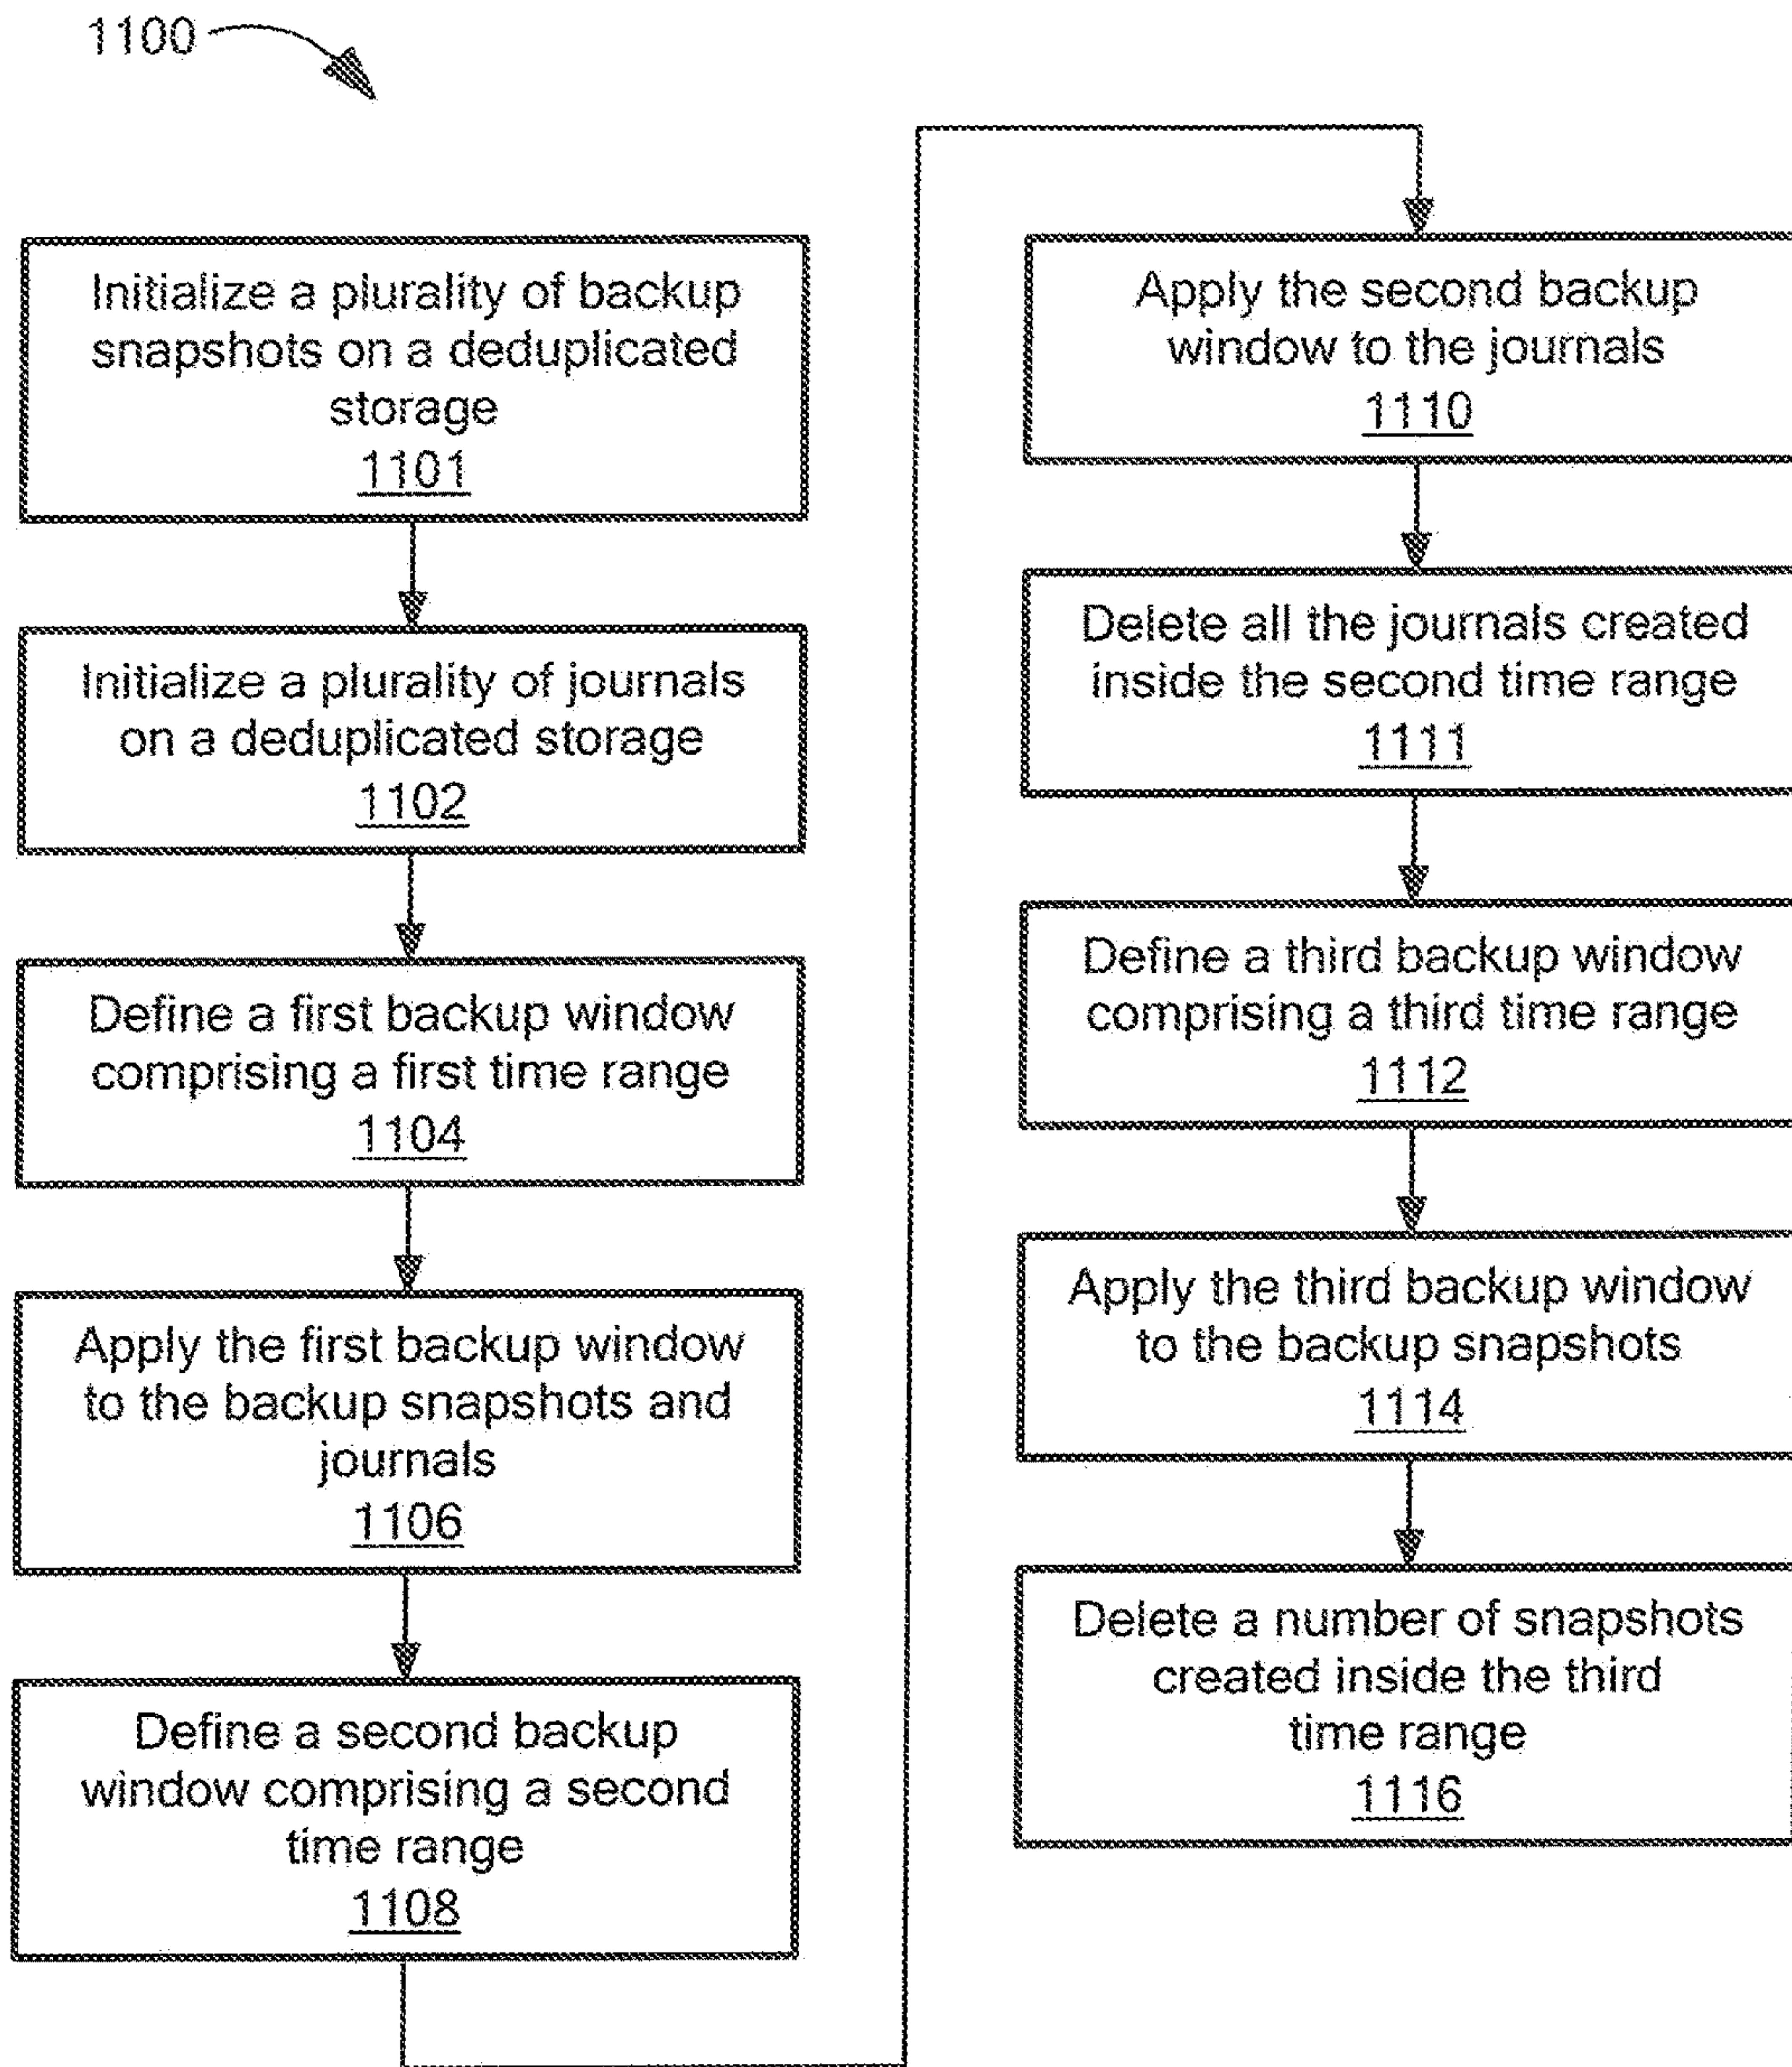 1100
Initialize a plurality of backup
snapshots on a deduplicated
storage
1101
Initialize a plurality of journals
on a deduplicated storage
1102
Define a first backup window
comprising a first time range
1104
Apply the first backup window
to the backup snapshots and
journals
1106
Define a second backup
window comprising a second
time range
1108
Apply the second backup
window to the journals
1110
Delete all the journals created
inside the second time range
1111
Define a third backup window
comprising a third time range
1112
Apply the third backup window
to the backup snapshots
1114
Delete a number of snapshots
created inside the third
time range
1116